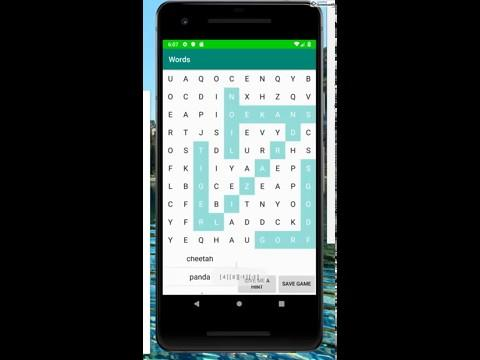 6:07
Words
U A Q O C E N Q Y B
O C D I N X H Z Q V
E A P I O E K A N S
R T J S I E V Y D C
O S T D L U R R H S
F K I I Y A A E P S
L B G C E Z E A P G
C F E B I T N Y O O
Y F R L A D D C K D
Y E Q H A U G O R F
cheetah
panda
HINT
SAVE GAME